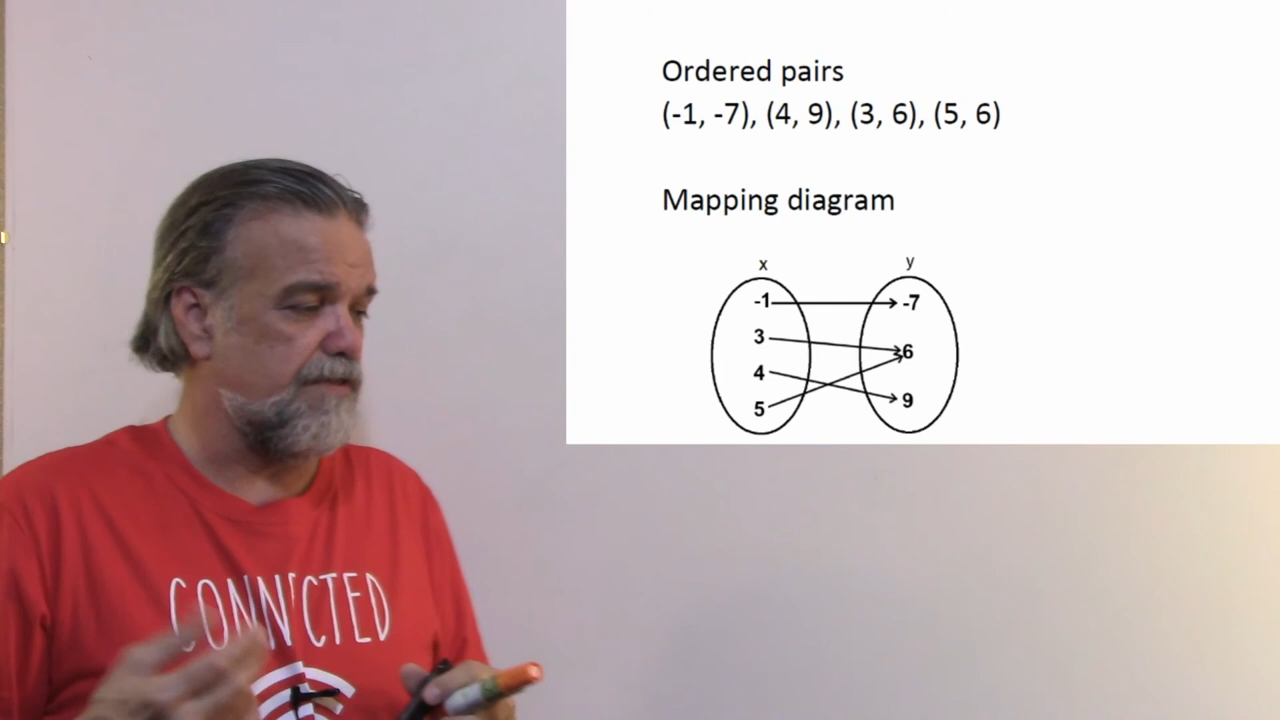 Ordered pairs
(-1, -7), (4, 9), (3, 6), (5, 6)
Mapping diagram
x y
-1 -7
3 6
4 9
5
CONNECTED